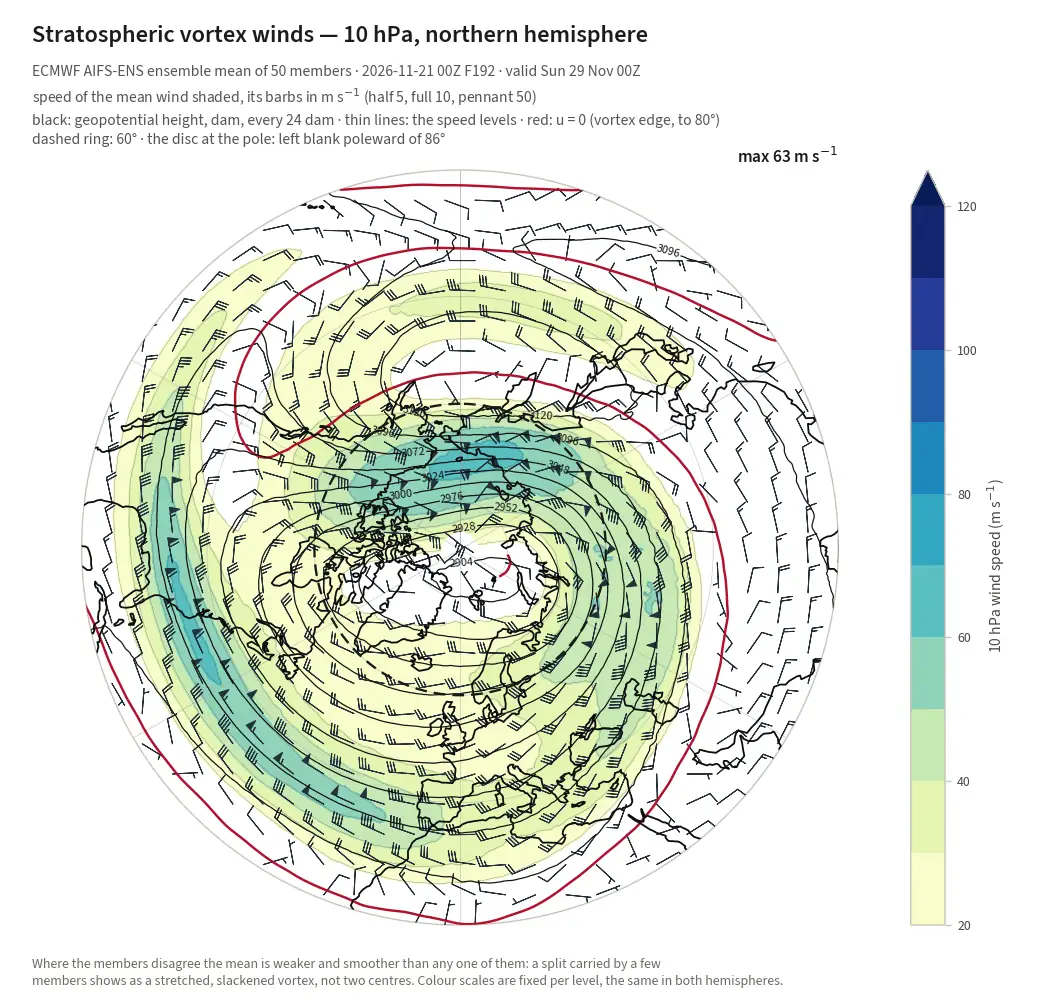 Stratospheric vortex winds — 10 hPa, northern hemisphere
ECMWF AIFS-ENS ensemble mean of 50 members · 2026-11-21 00Z F192 · valid Sun 29 Nov 00Z
speed of the mean wind shaded, its barbs in m s⁻¹ (half 5, full 10, pennant 50)
black: geopotential height, dam, every 24 dam · thin lines: the speed levels · red: u = 0 (vortex edge, to 80°)
dashed ring: 60° · the disc at the pole: left blank poleward of 86°
max 63 m s⁻¹
120
3096
100
3120
3096
3072
3048
3024
3000
2976
80
2952
2928
2904
10 hPa wind speed (m s⁻¹)
60
40
20
Where the members disagree the mean is weaker and smoother than any one of them: a split carried by a few
members shows as a stretched, slackened vortex, not two centres. Colour scales are fixed per level, the same in both hemispheres.